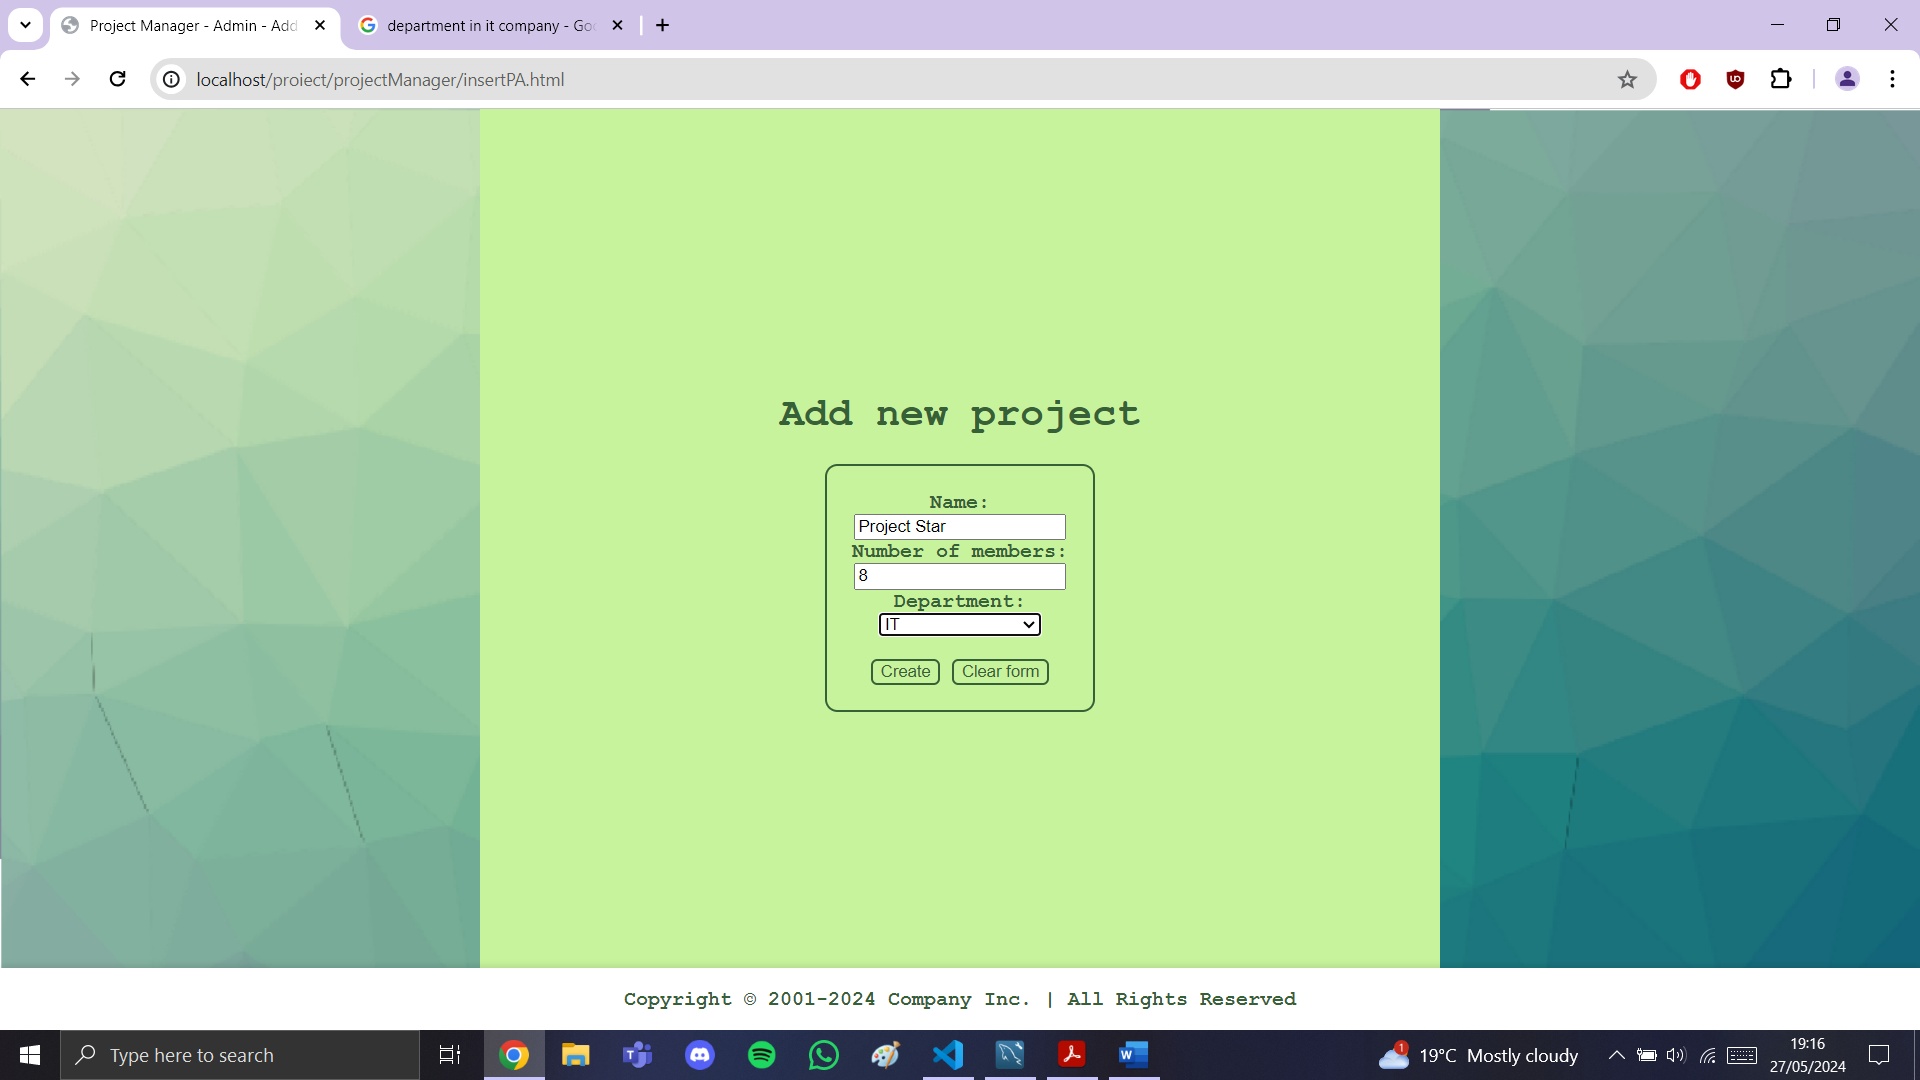 Project Manager - Admin - Add
department in it company - Goo
localhost/proiect/projectManager/insertPA.html
Add new project
Name:
Project Star
Number of members:
8
Department:
IT
Create Clear form
Copyright © 2001-2024 Company Inc. | All Rights Reserved
Type here to search
1
19°C Mostly cloudy
19:16
27/05/2024